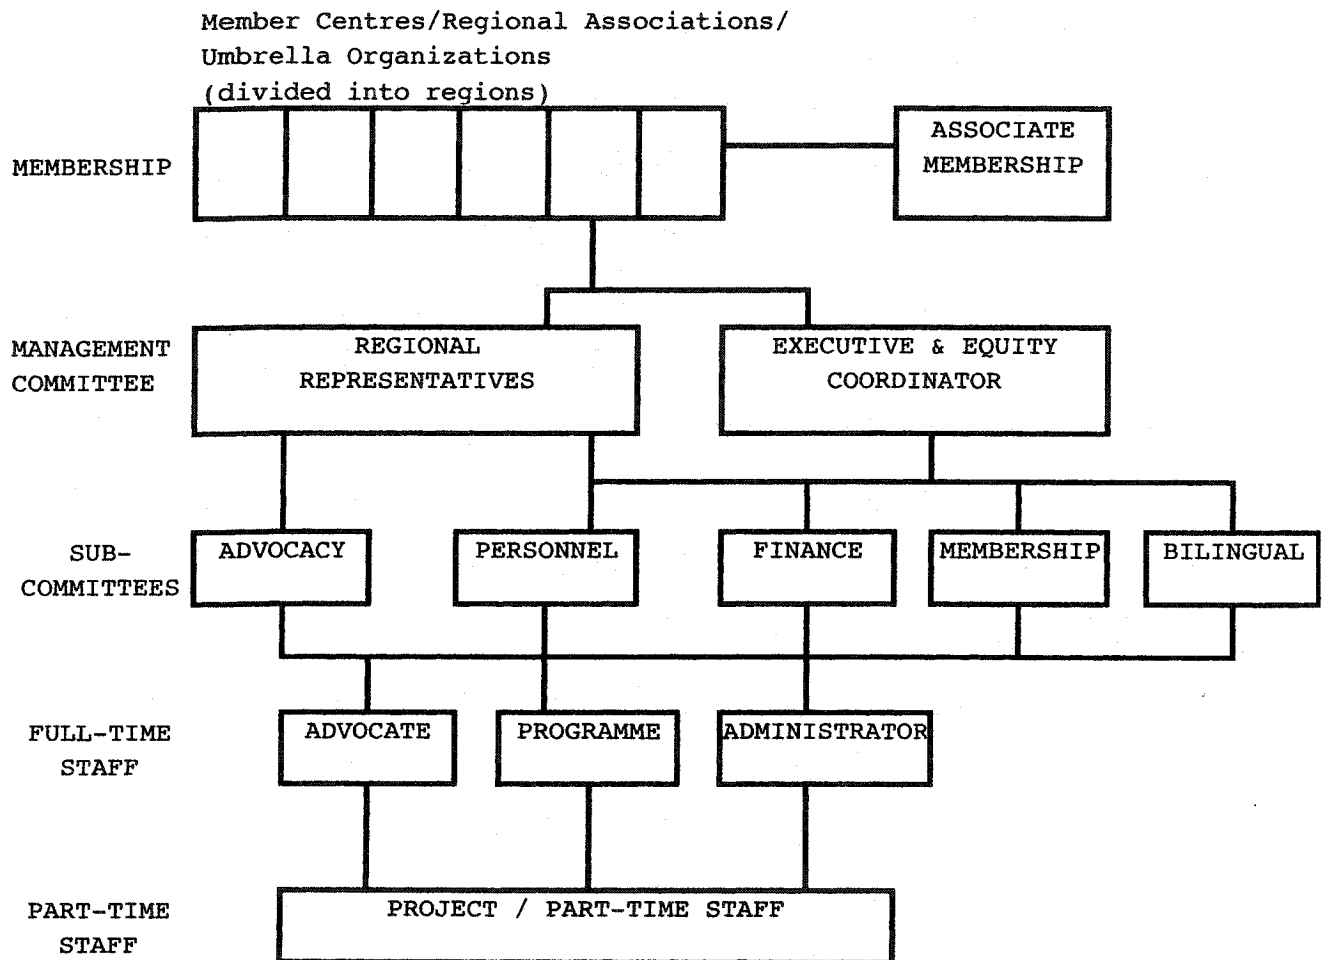 Member Centres/Regional Associations/
Umbrella Organizations
(divided into regions)
MEMBERSHIP
ASSOCIATE
MEMBERSHIP
MANAGEMENT
COMMITTEE
REGIONAL
REPRESENTATIVES
EXECUTIVE & EQUITY
COORDINATOR
SUB-
COMMITTEES
ADVOCACY
PERSONNEL
FINANCE
MEMBERSHIP
BILINGUAL
FULL-TIME
STAFF
ADVOCATE
PROGRAMME
ADMINISTRATOR
PART-TIME
STAFF
PROJECT / PART-TIME STAFF